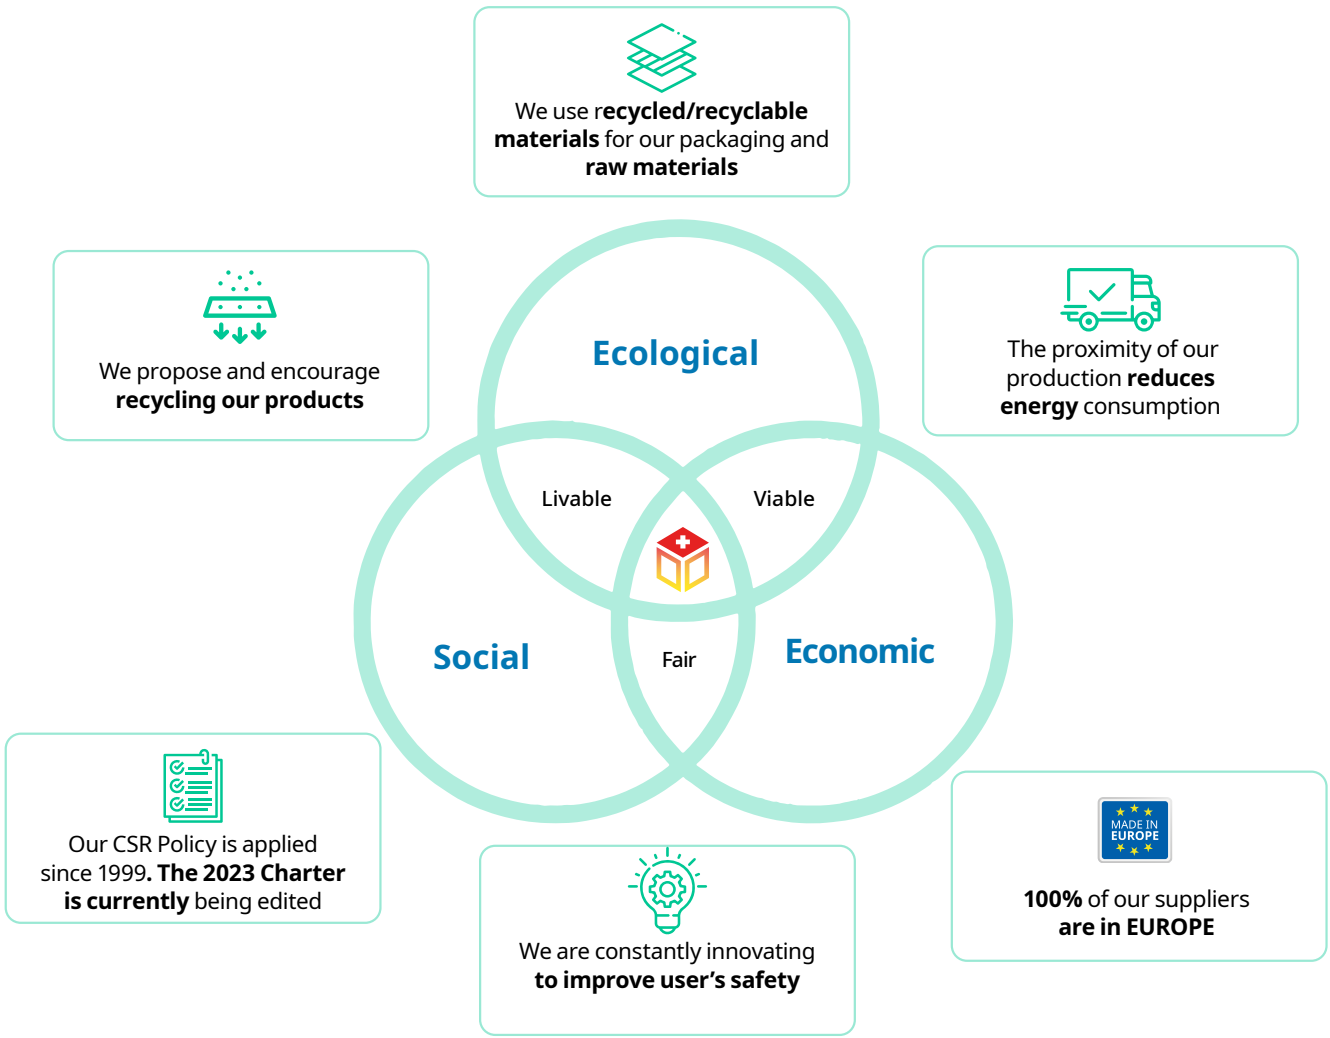 We use recycled/recyclable
materials for our packaging and
raw materials
We propose and encourage
recycling our products
The proximity of our
production reduces
energy consumption
Ecological
Livable
Viable
Social
Economic
Fair
Our CSR Policy is applied
since 1999. The 2023 Charter
is currently being edited
We are constantly innovating
to improve user’s safety
MADE IN
EUROPE
100% of our suppliers
are in EUROPE